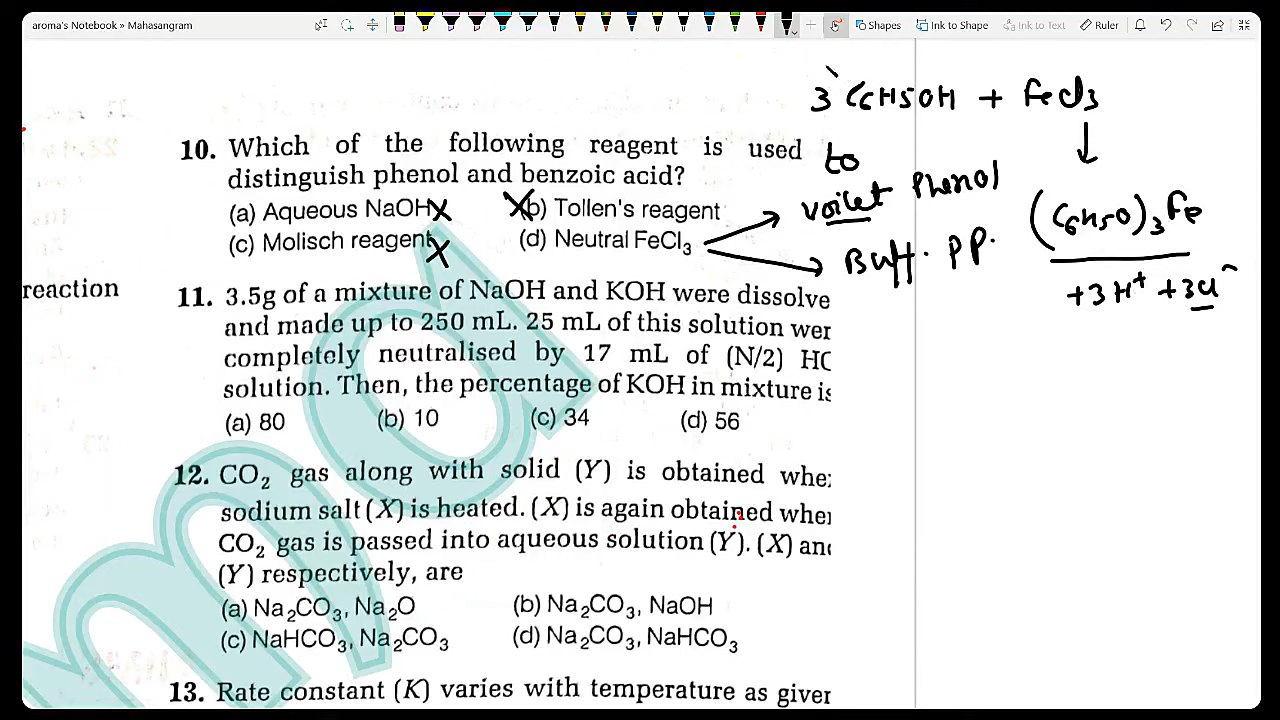 aroma's Notebook » Mahasangram
Shapes
Ink to Shape
Ink to Text
Ruler
3 C6H5OH + FeCl3
10. Which of the following reagent is used to
distinguish phenol and benzoic acid?
(a) Aqueous NaOH X X (b) Tollen's reagent
(c) Molisch reagent X (d) Neutral FeCl₃
voilet Phenol
Buff. PP.
(C6H5O)3Fe
+3H⁺ +3Cl⁻
reaction
11. 3.5g of a mixture of NaOH and KOH were dissolve
and made up to 250 mL. 25 mL of this solution wer
completely neutralised by 17 mL of (N/2) HC
solution. Then, the percentage of KOH in mixture is
(a) 80 (b) 10 (c) 34 (d) 56
12. CO₂ gas along with solid (Y) is obtained whe
sodium salt (X) is heated. (X) is again obtained wher
CO₂ gas is passed into aqueous solution (Y). (X) and
(Y) respectively, are
(a) Na₂CO₃, Na₂O (b) Na₂CO₃, NaOH
(c) NaHCO₃, Na₂CO₃ (d) Na₂CO₃, NaHCO₃
13. Rate constant (K) varies with temperature as given